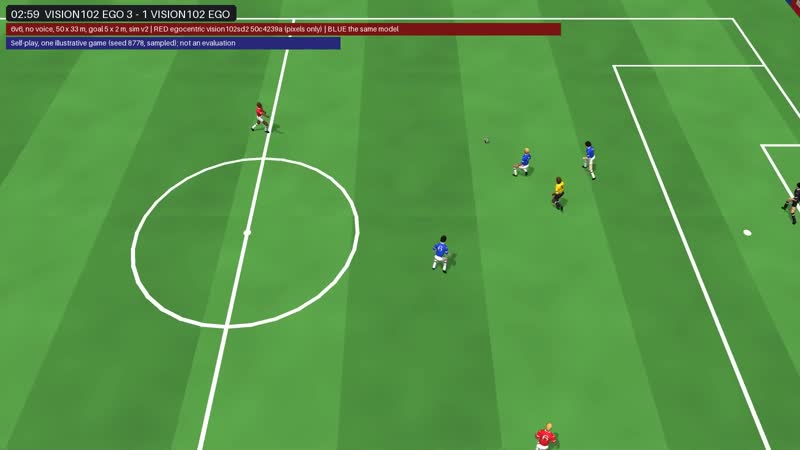 02:59 VISION102 EGO 3 - 1 VISION102 EGO
6v6, no voice, 50 x 33 m, goal 5 x 2 m, sim v2 | RED egocentric vision102sd2 50c4239a (pixels only) | BLUE the same model
Self-play, one illustrative game (seed 8778, sampled); not an evaluation